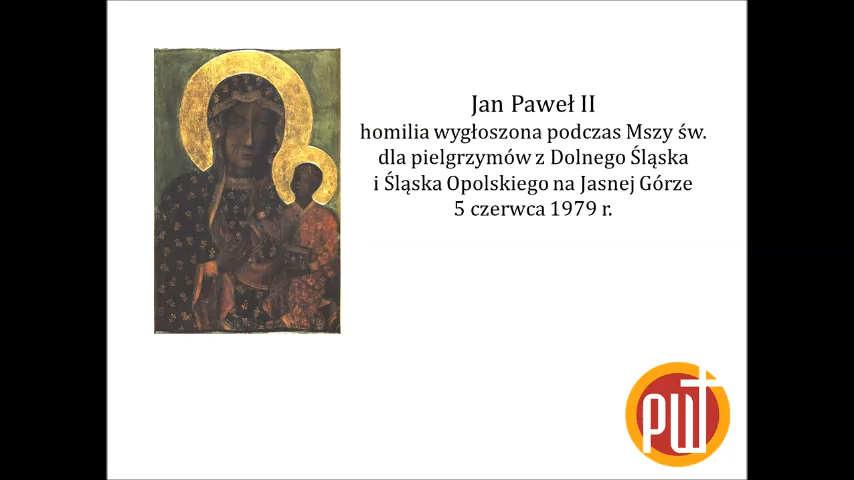 Jan Paweł II
homilia wygłoszona podczas Mszy św.
dla pielgrzymów z Dolnego Śląska
i Śląska Opolskiego na Jasnej Górze
5 czerwca 1979 r.
PWT